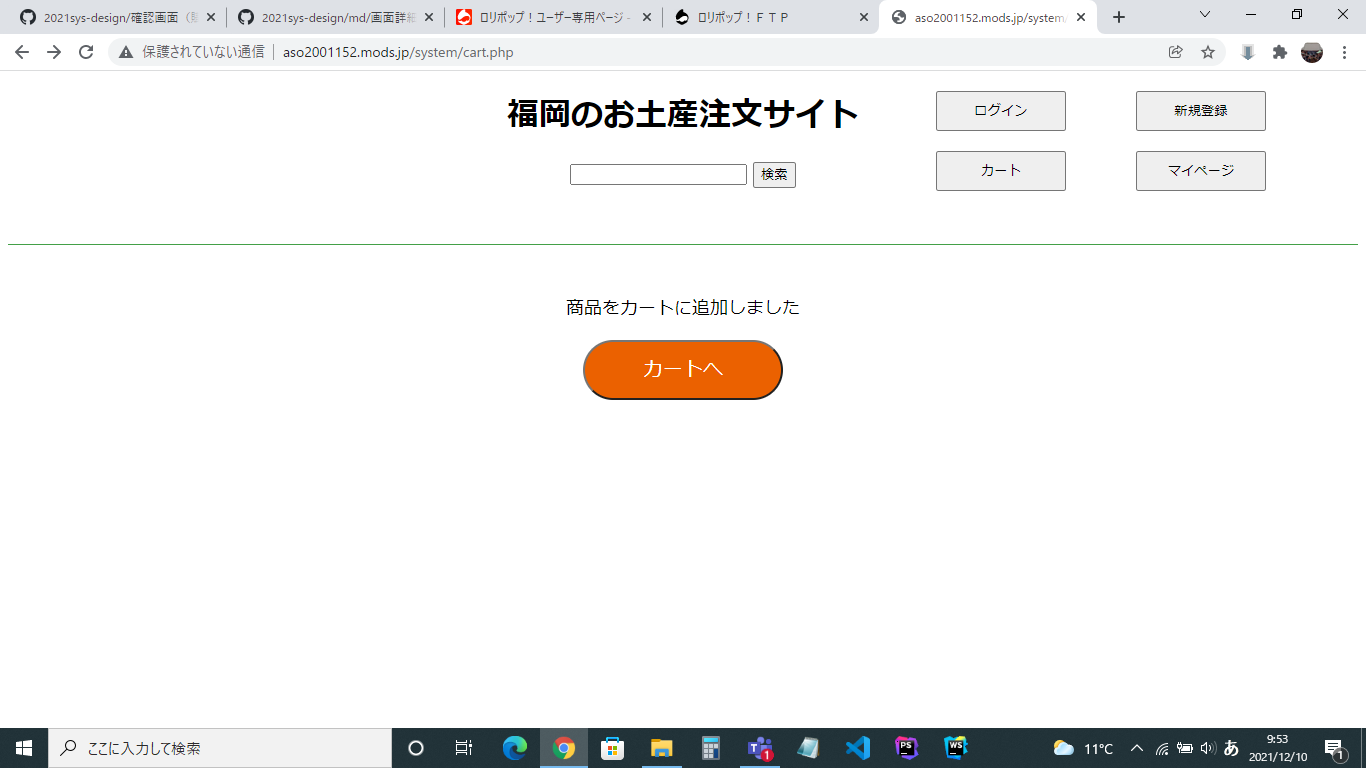 2021sys-design/確認画面
2021sys-design/md/画面詳細
ロリポップ！ユーザー専用ページ -
ロリポップ！ＦＴＰ
aso2001152.mods.jp/system/
保護されていない通信
aso2001152.mods.jp/system/cart.php
福岡のお土産注文サイト
ログイン
新規登録
検索
カート
マイページ
商品をカートに追加しました
カートへ
ここに入力して検索
1
PS
WS
11°C
あ
9:53
2021/12/10
1